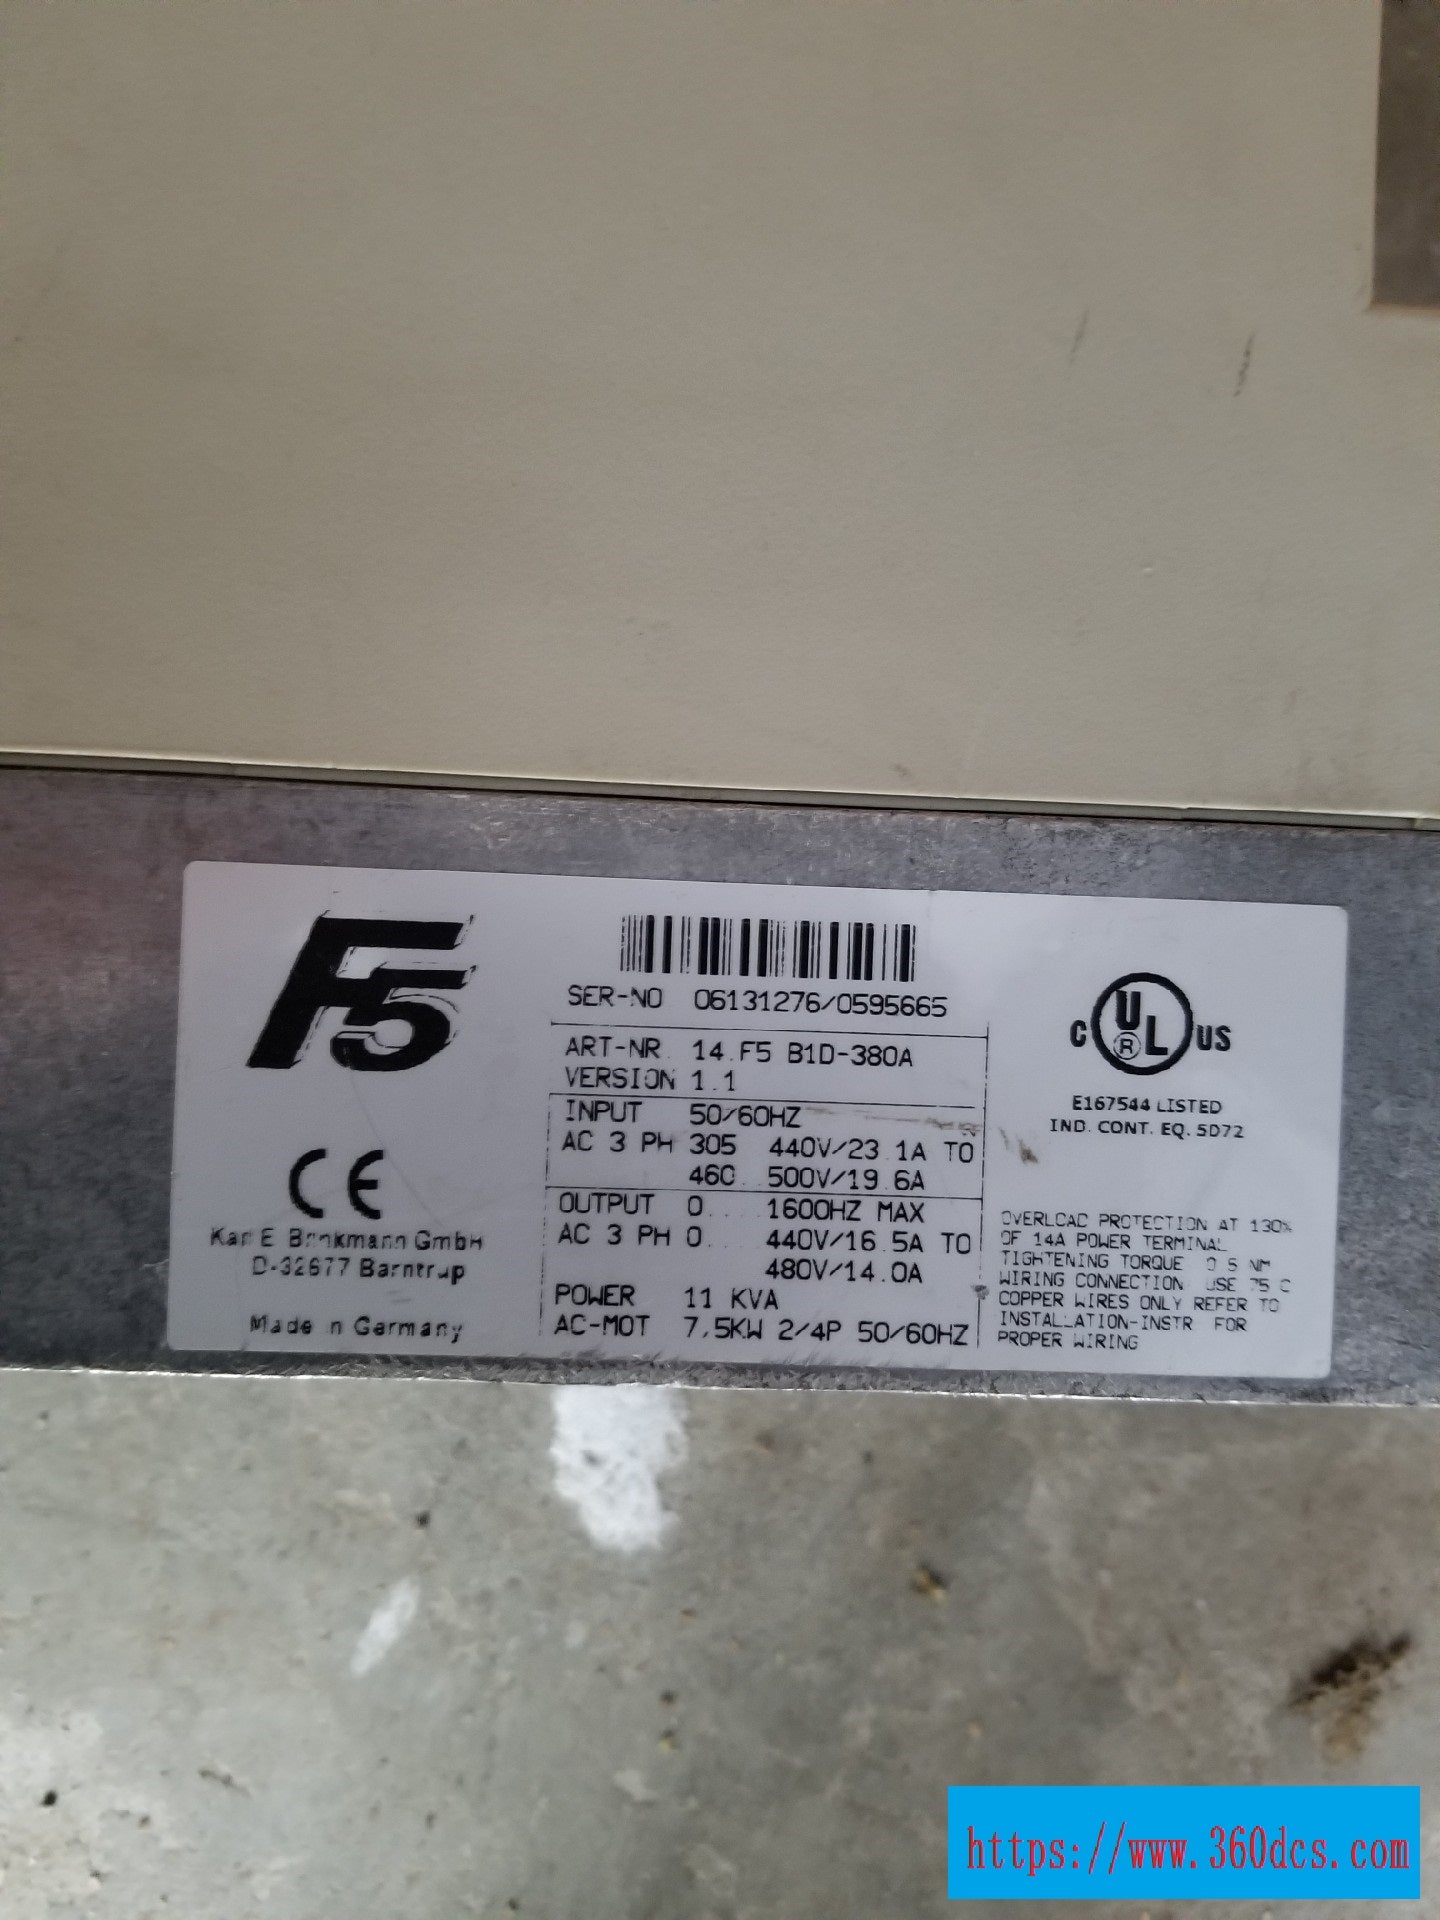 F5
SER-NO 06131276/0595665
ART-NR. 14.F5 B1D-380A
VERSION 1.1
INPUT 50/60HZ
AC 3 PH 305 440V/23.1A TO
460.. 500V/19.6A
OUTPUT 0.... 1600HZ MAX
AC 3 PH 0.. 440V/16.5A TO
480V/14.0A
POWER 11 KVA
AC-MOT 7,5KW 2/4P 50/60HZ
CE
Karl E. Brinkmann GmbH
D-32677 Barntrup
Made in Germany
C UL US
®
E167544 LISTED
IND. CONT. EQ. 5D72
OVERLOAD PROTECTION AT 130%
OF 14A POWER TERMINAL
TIGHTENING TORQUE 0.5 NM
WIRING CONNECTION USE 75 C
COPPER WIRES ONLY REFER TO
INSTALLATION-INSTR. FOR
PROPER WIRING
https://www.360dcs.com